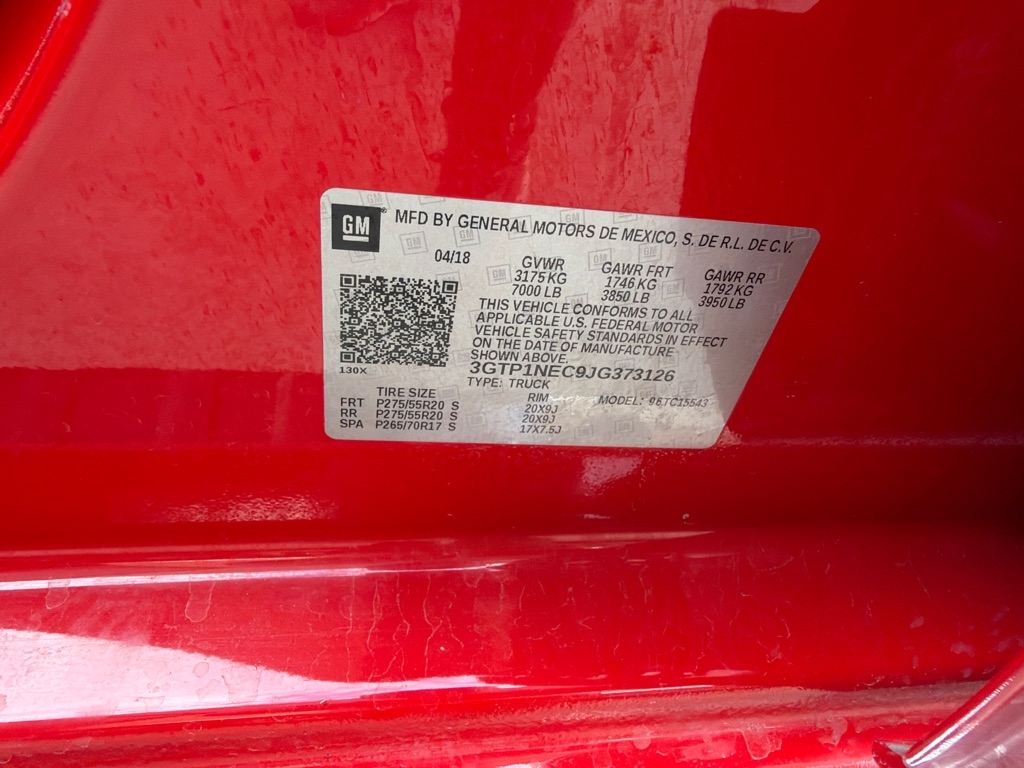 GM® MFD BY GENERAL MOTORS DE MEXICO, S. DE R.L. DE C.V.
04/18
GVWR GAWR FRT GAWR RR
3175 KG 1746 KG 1792 KG
7000 LB 3850 LB 3950 LB
THIS VEHICLE CONFORMS TO ALL
APPLICABLE U.S. FEDERAL MOTOR
VEHICLE SAFETY STANDARDS IN EFFECT
ON THE DATE OF MANUFACTURE
SHOWN ABOVE.
130X
3GTP1NEC9JG373126
TYPE: TRUCK
TIRE SIZE RIM MODEL: 96TC15543
FRT P275/55R20 S 20X9J
RR P275/55R20 S 20X9J
SPA P265/70R17 S 17X7.5J